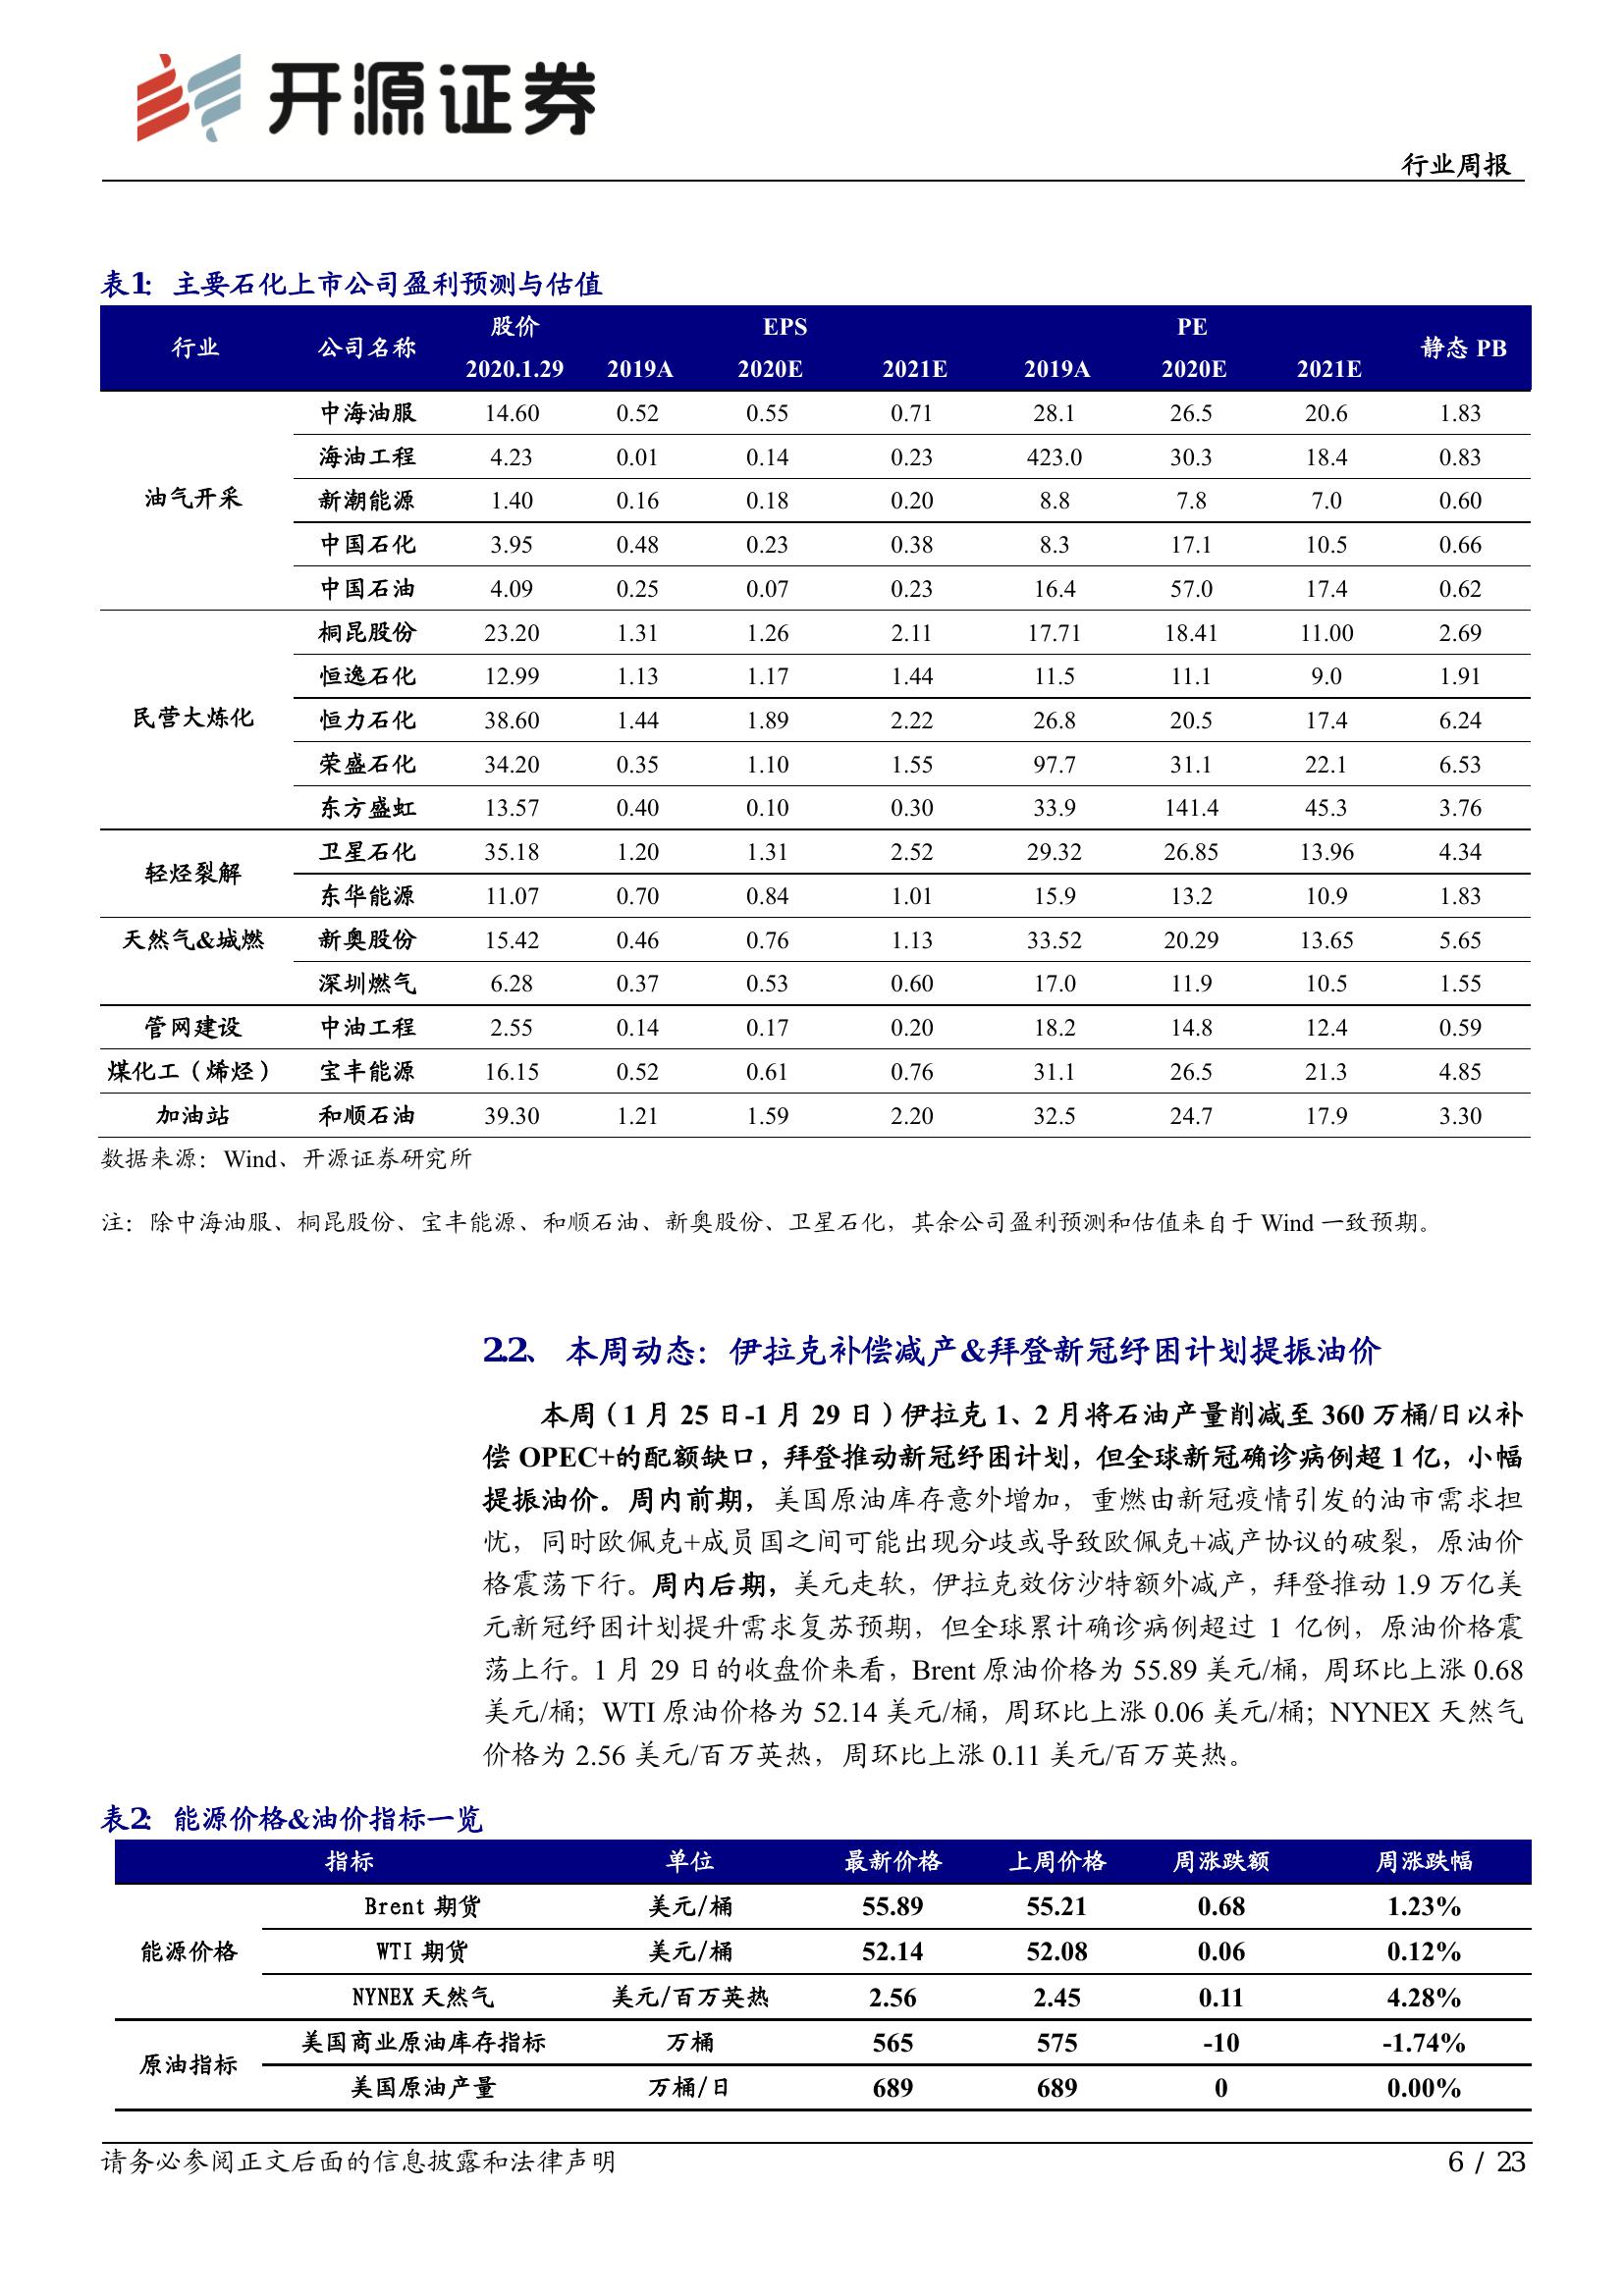 开源证券
行业周报
表1：主要石化上市公司盈利预测与估值
行业 公司名称 股价 EPS PE 静态 PB
2020.1.29 2019A 2020E 2021E 2019A 2020E 2021E
油气开采 中海油服 14.60 0.52 0.55 0.71 28.1 26.5 20.6 1.83
海油工程 4.23 0.01 0.14 0.23 423.0 30.3 18.4 0.83
新潮能源 1.40 0.16 0.18 0.20 8.8 7.8 7.0 0.60
中国石化 3.95 0.48 0.23 0.38 8.3 17.1 10.5 0.66
中国石油 4.09 0.25 0.07 0.23 16.4 57.0 17.4 0.62
民营大炼化 桐昆股份 23.20 1.31 1.26 2.11 17.71 18.41 11.00 2.69
恒逸石化 12.99 1.13 1.17 1.44 11.5 11.1 9.0 1.91
恒力石化 38.60 1.44 1.89 2.22 26.8 20.5 17.4 6.24
荣盛石化 34.20 0.35 1.10 1.55 97.7 31.1 22.1 6.53
东方盛虹 13.57 0.40 0.10 0.30 33.9 141.4 45.3 3.76
轻烃裂解 卫星石化 35.18 1.20 1.31 2.52 29.32 26.85 13.96 4.34
东华能源 11.07 0.70 0.84 1.01 15.9 13.2 10.9 1.83
天然气&城燃 新奥股份 15.42 0.46 0.76 1.13 33.52 20.29 13.65 5.65
深圳燃气 6.28 0.37 0.53 0.60 17.0 11.9 10.5 1.55
管网建设 中油工程 2.55 0.14 0.17 0.20 18.2 14.8 12.4 0.59
煤化工（烯烃） 宝丰能源 16.15 0.52 0.61 0.76 31.1 26.5 21.3 4.85
加油站 和顺石油 39.30 1.21 1.59 2.20 32.5 24.7 17.9 3.30
数据来源：Wind、开源证券研究所
注：除中海油服、桐昆股份、宝丰能源、和顺石油、新奥股份、卫星石化，其余公司盈利预测和估值来自于 Wind 一致预期。
2.2、 本周动态：伊拉克补偿减产&拜登新冠纾困计划提振油价
本周（1 月 25 日-1 月 29 日）伊拉克 1、2 月将石油产量削减至 360 万桶/日以补
偿 OPEC+的配额缺口，拜登推动新冠纾困计划，但全球新冠确诊病例超 1 亿，小幅
提振油价。周内前期，美国原油库存意外增加，重燃由新冠疫情引发的油市需求担
忧，同时欧佩克+成员国之间可能出现分歧或导致欧佩克+减产协议的破裂，原油价
格震荡下行。周内后期，美元走软，伊拉克效仿沙特额外减产，拜登推动 1.9 万亿美
元新冠纾困计划提升需求复苏预期，但全球累计确诊病例超过 1 亿例，原油价格震
荡上行。1 月 29 日的收盘价来看，Brent 原油价格为 55.89 美元/桶，周环比上涨 0.68
美元/桶；WTI 原油价格为 52.14 美元/桶，周环比上涨 0.06 美元/桶；NYNEX 天然气
价格为 2.56 美元/百万英热，周环比上涨 0.11 美元/百万英热。
表2：能源价格&油价指标一览
指标 单位 最新价格 上周价格 周涨跌额 周涨跌幅
能源价格 Brent 期货 美元/桶 55.89 55.21 0.68 1.23%
WTI 期货 美元/桶 52.14 52.08 0.06 0.12%
NYNEX 天然气 美元/百万英热 2.56 2.45 0.11 4.28%
原油指标 美国商业原油库存指标 万桶 565 575 -10 -1.74%
美国原油产量 万桶/日 689 689 0 0.00%
请务必参阅正文后面的信息披露和法律声明 6 / 23